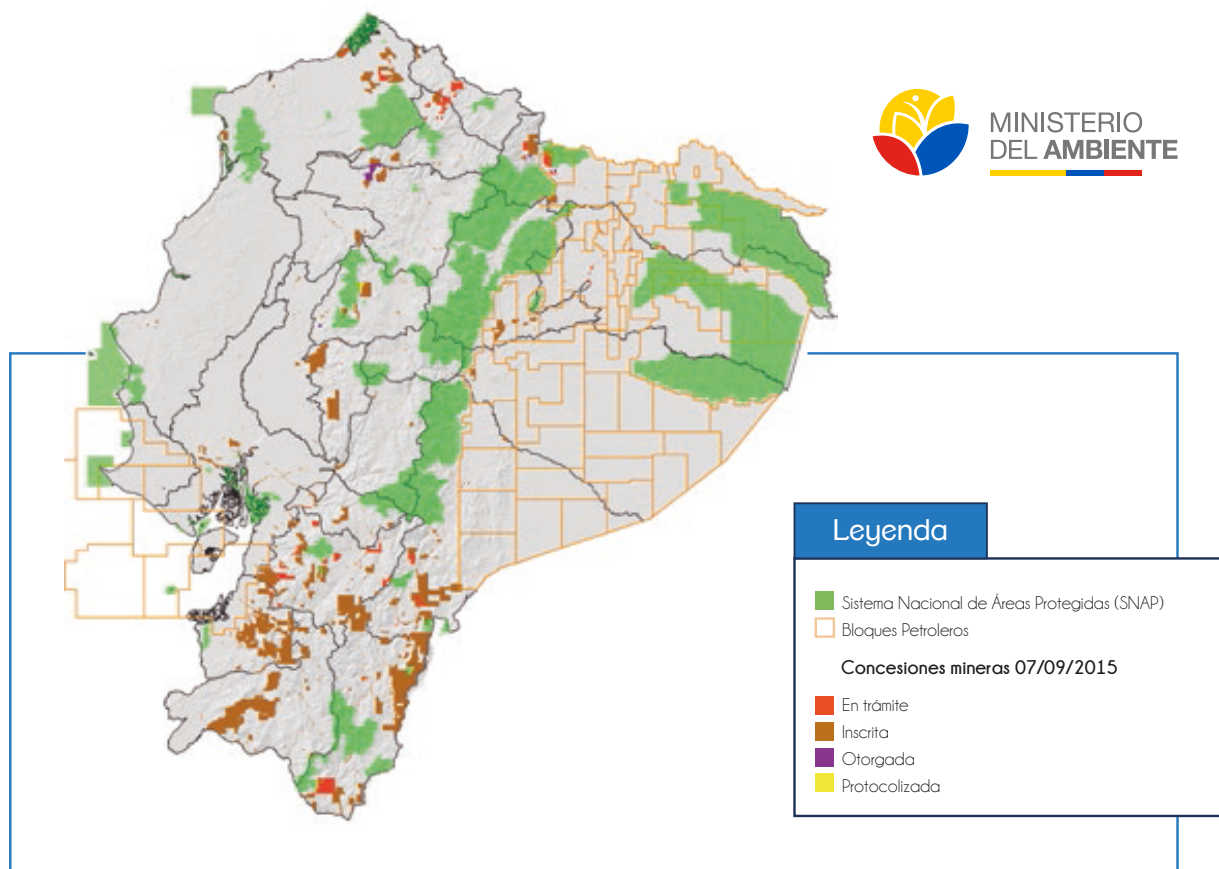 MINISTERIO
DEL AMBIENTE
Leyenda
Sistema Nacional de Áreas Protegidas (SNAP)
Bloques Petroleros
Concesiones mineras 07/09/2015
En trámite
Inscrita
Otorgada
Protocolizada